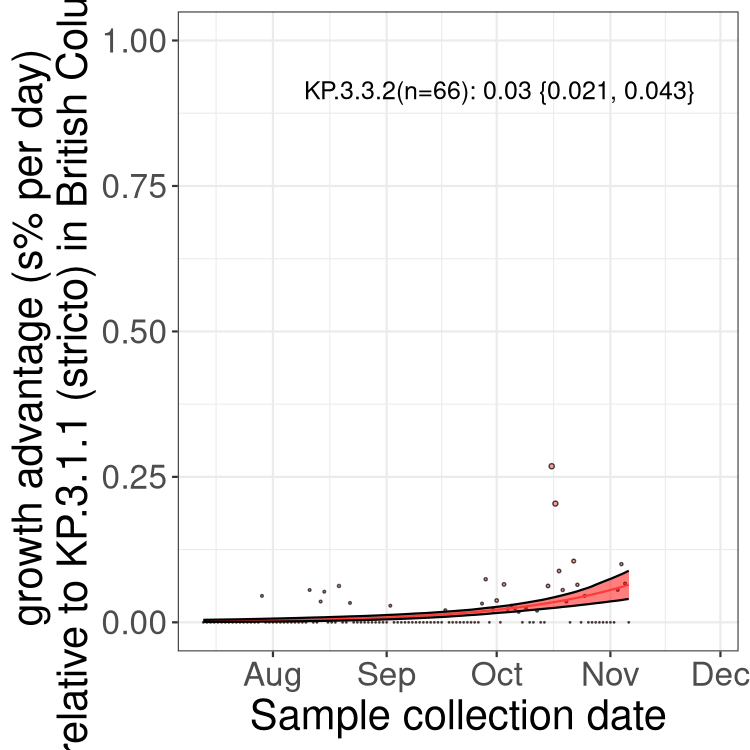 growth advantage (s% per day)
relative to KP.3.1.1 (stricto) in British Colu
1.00
0.75
0.50
0.25
0.00
KP.3.3.2(n=66): 0.03 {0.021, 0.043}
Aug Sep Oct Nov Dec
Sample collection date